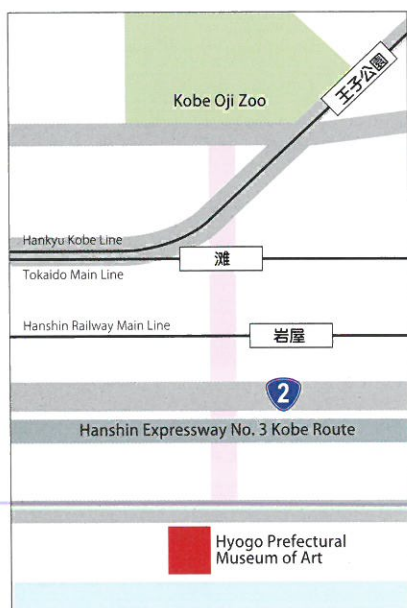 王子公園
Kobe Oji Zoo
Hankyu Kobe Line
灘
Tokaido Main Line
Hanshin Railway Main Line
岩屋
2
Hanshin Expressway No. 3 Kobe Route
Hyogo Prefectural
Museum of Art